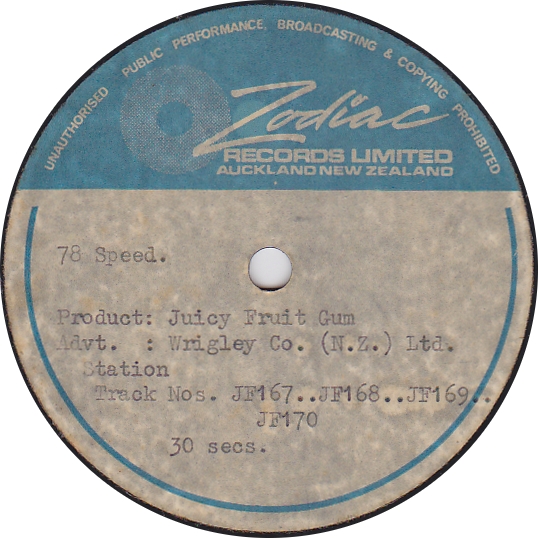 UNAUTHORISED PUBLIC PERFORMANCE, BROADCASTING & COPYING PROHIBITED
Zodiac
RECORDS LIMITED
AUCKLAND NEW ZEALAND
78 Speed.
Product: Juicy Fruit Gum
Advt. : Wrigley Co. (N.Z.) Ltd.
Station
Track Nos. JF167..JF168..JF169..
JF170
30 secs.